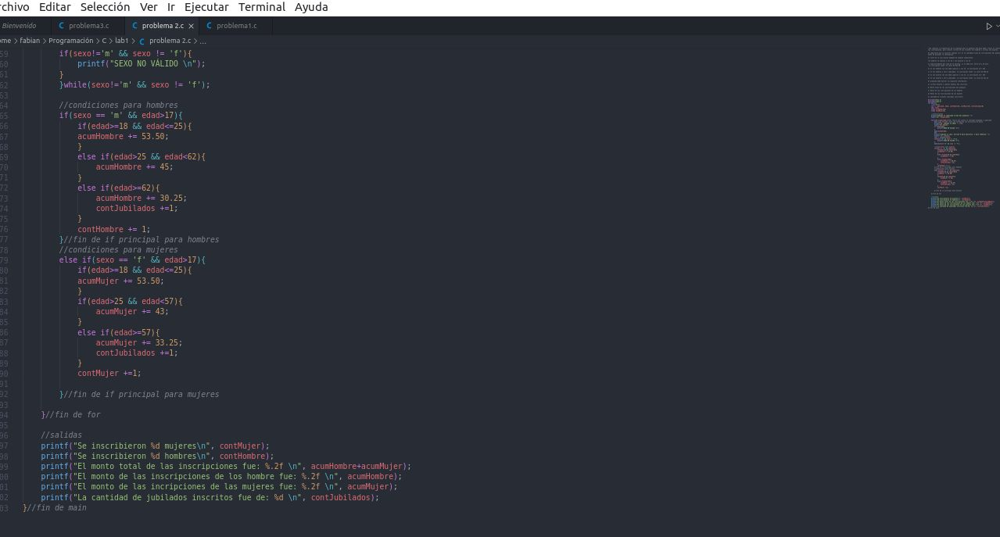 rchivo Editar Selección Ver Ir Ejecutar Terminal Ayuda
Bienvenido C problema3.c C problema 2.c × C problema1.c
ome > fabian > Programación > C > lab1 > C problema 2.c > ...
59 if(sexo!='m' && sexo != 'f'){
60 printf("SEXO NO VÁLIDO \n");
61 }
62 }while(sexo!='m' && sexo != 'f');
63
64 //condiciones para hombres
65 if(sexo == 'm' && edad>17){
66 if(edad>=18 && edad<=25){
67 acumHombre += 53.50;
68 }
69 else if(edad>25 && edad<62){
70 acumHombre += 45;
71 }
72 else if(edad>=62){
73 acumHombre += 30.25;
74 contJubilados +=1;
75 }
76 contHombre += 1;
77 }//fin de if principal para hombres
78 //condiciones para mujeres
79 else if(sexo == 'f' && edad>17){
80 if(edad>=18 && edad<=25){
81 acumMujer += 53.50;
82 }
83 if(edad>25 && edad<57){
84 acumMujer += 43;
85 }
86 else if(edad>=57){
87 acumMujer += 33.25;
88 contJubilados +=1;
89 }
90 contMujer +=1;
91
92 }//fin de if principal para mujeres
93
94 }//fin de for
95
96 //salidas
97 printf("Se inscribieron %d mujeres\n", contMujer);
98 printf("Se inscribieron %d hombres\n", contHombre);
99 printf("El monto total de las inscripciones fue: %.2f \n", acumHombre+acumMujer);
00 printf("El monto de las inscripciones de los hombre fue: %.2f \n", acumHombre);
01 printf("El monto de las incripciones de las mujeres fue: %.2f \n", acumMujer);
02 printf("La cantidad de jubilados inscritos fue de: %d \n", contJubilados);
03 }//fin de main